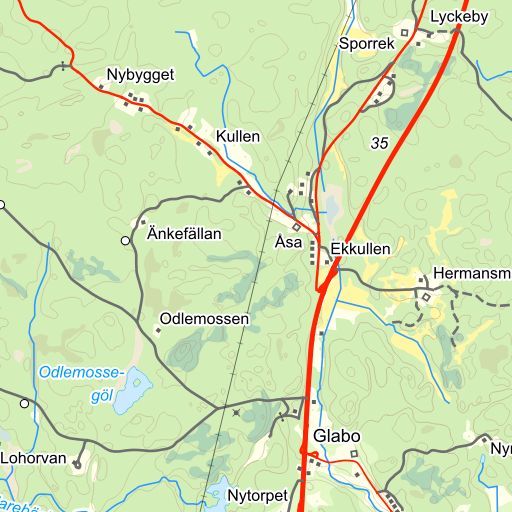 Lyckeby
Sporrek
Nybygget
Kullen
35
Änkefällan
Åsa
Ekkullen
Hermansm
Odlemossen
Odlemosse-
göl
Glabo
Lohorvan
Nytorpet